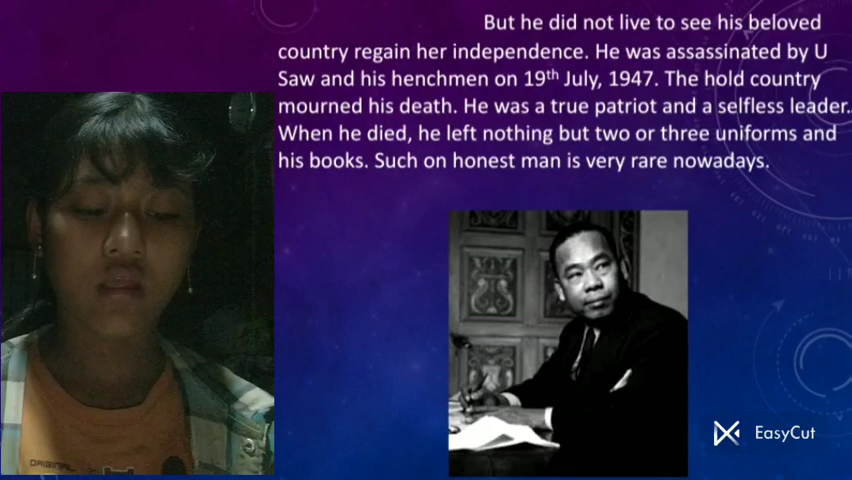 But he did not live to see his beloved
country regain her independence. He was assassinated by U
Saw and his henchmen on 19th July, 1947. The hold country
mourned his death. He was a true patriot and a selfless leader..
When he died, he left nothing but two or three uniforms and
his books. Such on honest man is very rare nowadays.
ORIGINAL
EasyCut